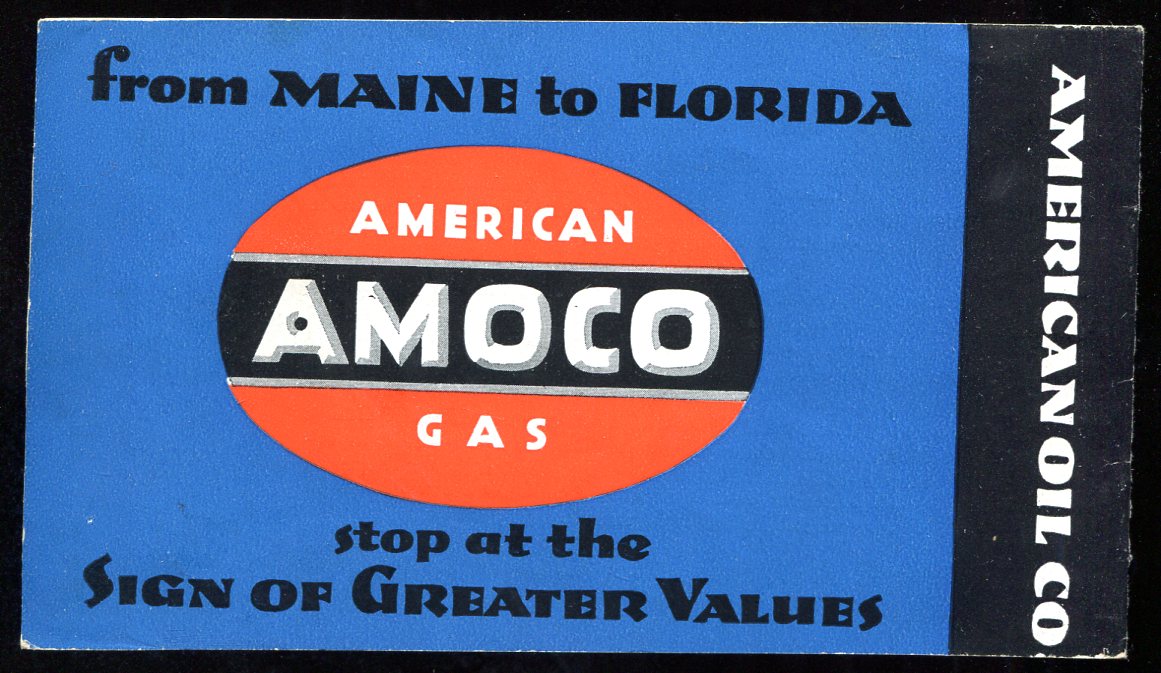 from MAINE to FLORIDA
AMERICAN
AMOCO
GAS
stop at the
SIGN OF GREATER VALUES
AMERICAN OIL CO